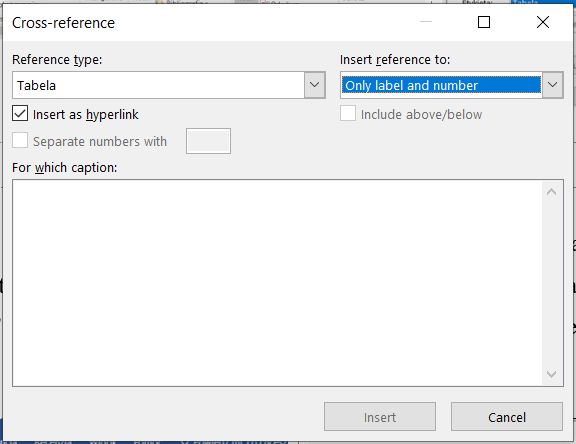 Cross-reference
Reference type:
Insert reference to:
Tabela
Only label and number
Insert as hyperlink
Include above/below
Separate numbers with
For which caption:
Insert
Cancel